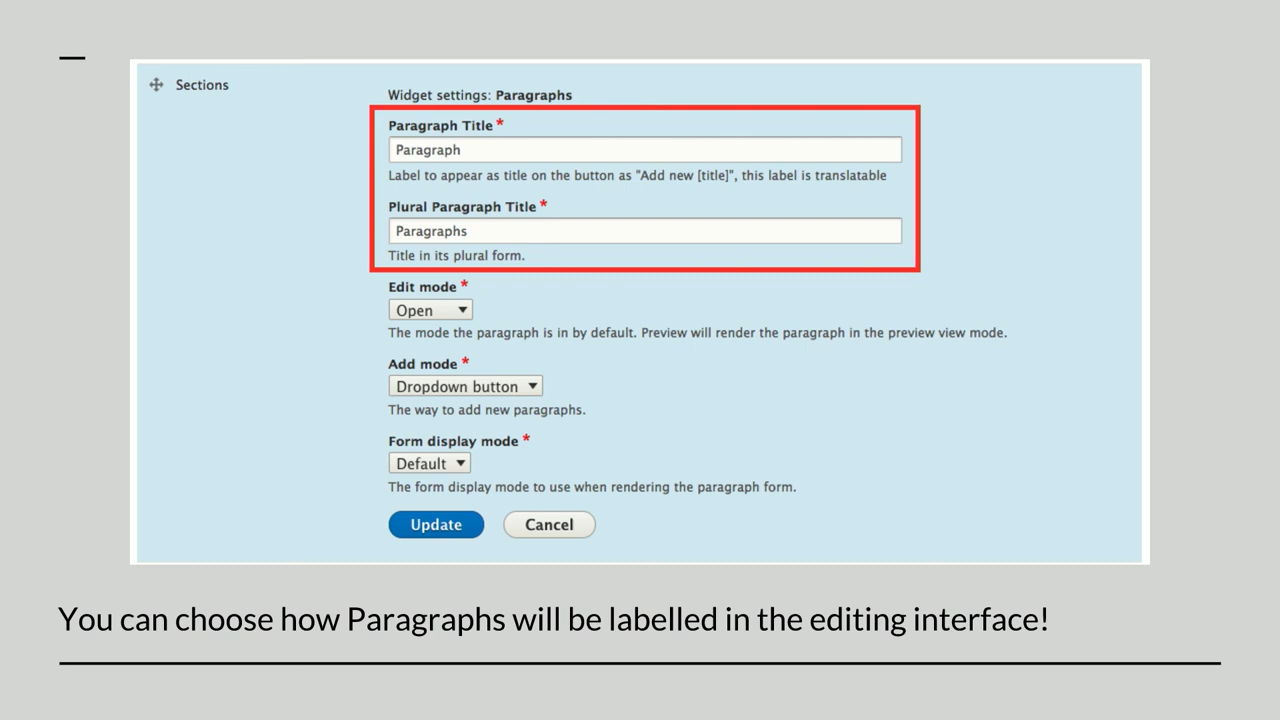 Sections
Widget settings: Paragraphs
Paragraph Title *
Paragraph
Label to appear as title on the button as "Add new [title]", this label is translatable
Plural Paragraph Title *
Paragraphs
Title in its plural form.
Edit mode *
Open
The mode the paragraph is in by default. Preview will render the paragraph in the preview view mode.
Add mode *
Dropdown button
The way to add new paragraphs.
Form display mode *
Default
The form display mode to use when rendering the paragraph form.
Update Cancel
You can choose how Paragraphs will be labelled in the editing interface!